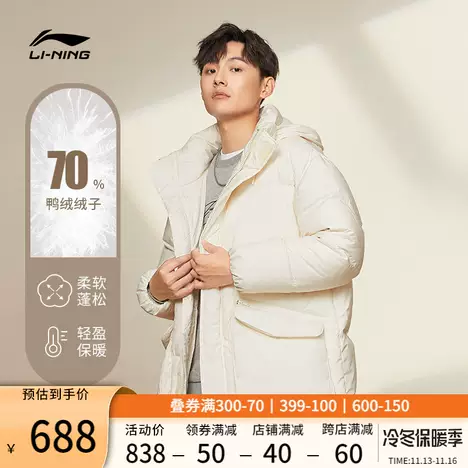 LI-NING
70%
鸭绒绒子
柔软
蓬松
轻盈
保暖
预估到手价
¥688
叠券满300-70 | 399-100 | 600-150
活动价 领券满减 店铺满减 跨店满减
838-50-40-60
冷冬保暖季
/TIME:11.13-11.16